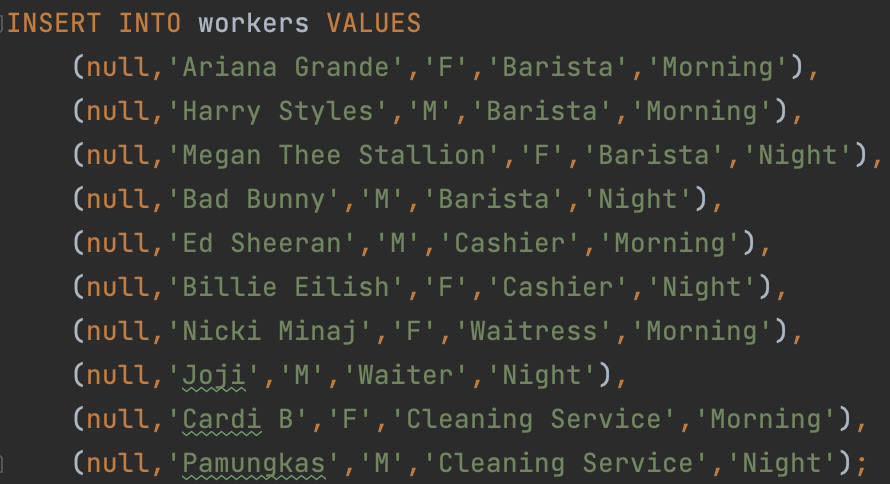 INSERT INTO workers VALUES
(null,'Ariana Grande','F','Barista','Morning'),
(null,'Harry Styles','M','Barista','Morning'),
(null,'Megan Thee Stallion','F','Barista','Night'),
(null,'Bad Bunny','M','Barista','Night'),
(null,'Ed Sheeran','M','Cashier','Morning'),
(null,'Billie Eilish','F','Cashier','Night'),
(null,'Nicki Minaj','F','Waitress','Morning'),
(null,'Joji','M','Waiter','Night'),
(null,'Cardi B','F','Cleaning Service','Morning'),
(null,'Pamungkas','M','Cleaning Service','Night');